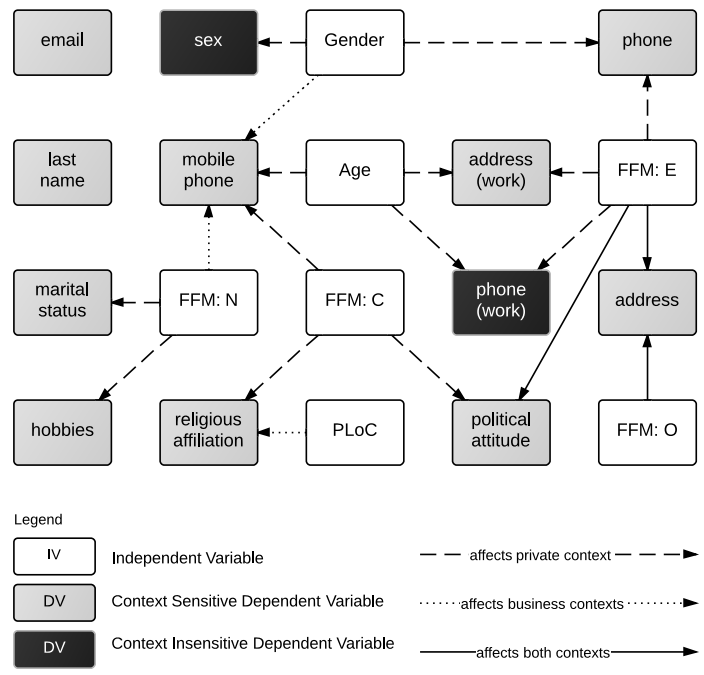 email
sex
Gender
phone
last
name
mobile
phone
Age
address
(work)
FFM: E
marital
status
FFM: N
FFM: C
phone
(work)
address
hobbies
religious
affiliation
PLoC
political
attitude
FFM: O
Legend
IV
Independent Variable
affects private context
DV
Context Sensitive Dependent Variable
affects business contexts
DV
Context Insensitive Dependent Variable
affects both contexts